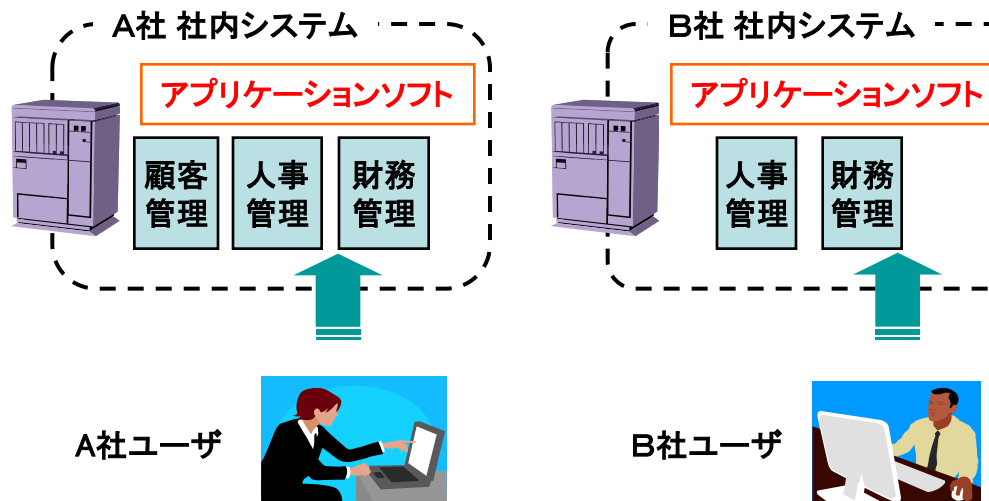 A社 社内システム
アプリケーションソフト
顧客
管理
人事
管理
財務
管理
A社ユーザ
B社 社内システム
アプリケーションソフト
人事
管理
財務
管理
B社ユーザ